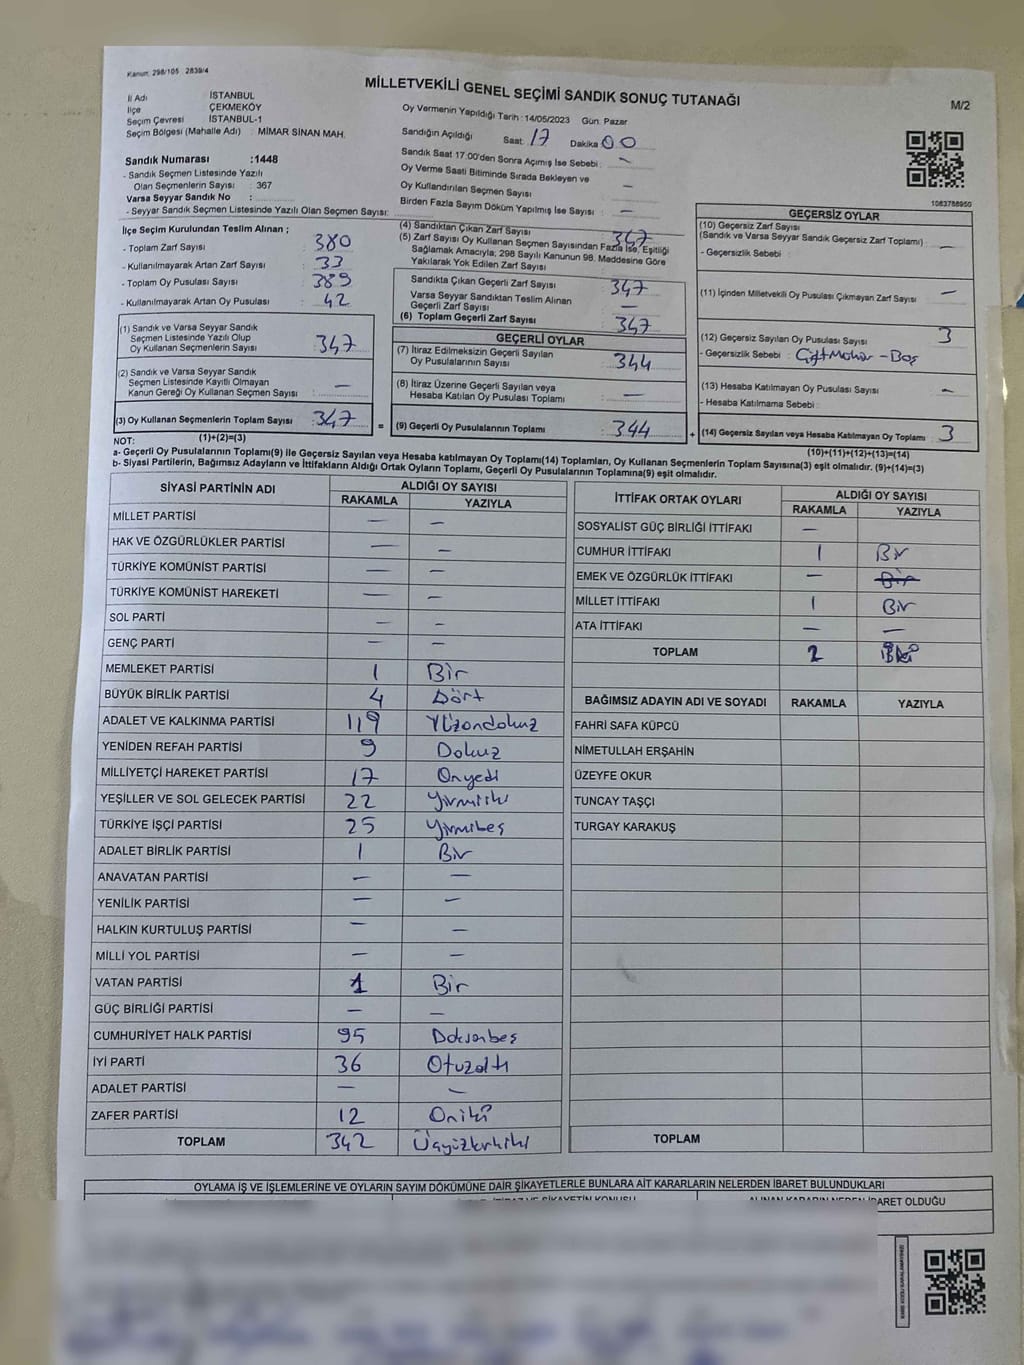 Kanun: 298/105 2839/4
MİLLETVEKİLİ GENEL SEÇİMİ SANDIK SONUÇ TUTANAĞI
M/2
İl Adı İSTANBUL
İlçe ÇEKMEKÖY
Seçim Çevresi İSTANBUL-1
Seçim Bölgesi (Mahalle Adı) : MİMAR SİNAN MAH.
Oy Vermenin Yapıldığı Tarih : 14/05/2023 Gün: Pazar
Sandığın Açıldığı Saat: 17 Dakika: 00
Sandık Saat 17:00'den Sonra Açımış İse Sebebi : -
Oy Verme Saati Bitiminde Sırada Bekleyen ve
Oy Kullandırılan Seçmen Sayısı -
Birden Fazla Sayım Döküm Yapılmış İse Sayısı : -
Sandık Numarası :1448
- Sandık Seçmen Listesinde Yazılı
Olan Seçmenlerin Sayısı : 367
Varsa Seyyar Sandık No :
- Seyyar Sandık Seçmen Listesinde Yazılı Olan Seçmen Sayısı:
1083788950
İlçe Seçim Kurulundan Teslim Alınan ;
- Toplam Zarf Sayısı : 380
- Kullanılmayarak Artan Zarf Sayısı : 33
- Toplam Oy Pusulası Sayısı : 389
- Kullanılmayarak Artan Oy Pusulası : 42
(1) Sandık ve Varsa Seyyar Sandık
Seçmen Listesinde Yazılı Olup
Oy Kullanan Seçmenlerin Sayısı : 347
(2) Sandık ve Varsa Seyyar Sandık
Seçmen Listesinde Kayıtlı Olmayan
Kanun Gereği Oy Kullanan Seçmen Sayısı : -
(3) Oy Kullanan Seçmenlerin Toplam Sayısı : 347
(4) Sandıktan Çıkan Zarf Sayısı : 347
(5) Zarf Sayısı Oy Kullanan Seçmen Sayısından Fazla İse, Eşitliği
Sağlamak Amacıyla; 298 Sayılı Kanunun 98. Maddesine Göre
Yakılarak Yok Edilen Zarf Sayısı :
Sandıkta Çıkan Geçerli Zarf Sayısı : 347
Varsa Seyyar Sandıktan Teslim Alınan
Geçerli Zarf Sayısı : -
(6) Toplam Geçerli Zarf Sayısı : 347
GEÇERLİ OYLAR
(7) İtiraz Edilmeksizin Geçerli Sayılan
Oy Pusulalarının Sayısı : 344
(8) İtiraz Üzerine Geçerli Sayılan veya
Hesaba Katılan Oy Pusulası Toplamı : -
= (9) Geçerli Oy Pusulalarının Toplamı : 344
GEÇERSİZ OYLAR
(10) Geçersiz Zarf Sayısı
(Sandık ve Varsa Seyyar Sandık Geçersiz Zarf Toplamı) : -
- Geçersizlik Sebebi :
(11) İçinden Milletvekili Oy Pusulası Çıkmayan Zarf Sayısı : -
(12) Geçersiz Sayılan Oy Pusulası Sayısı : 3
- Geçersizlik Sebebi : Çift Mühür - Boş
(13) Hesaba Katılmayan Oy Pusulası Sayısı : -
- Hesaba Katılmama Sebebi :
+ (14) Geçersiz Sayılan veya Hesaba Katılmayan Oy Toplamı : 3
NOT: (1)+(2)=(3)
(10)+(11)+(12)+(13)=(14)
a- Geçerli Oy Pusulalarının Toplamı(9) ile Geçersiz Sayılan veya Hesaba katılmayan Oy Toplamı(14) Toplamları, Oy Kullanan Seçmenlerin Toplam Sayısına(3) eşit olmalıdır. (9)+(14)=(3)
b- Siyasi Partilerin, Bağımsız Adayların ve İttifakların Aldığı Ortak Oyların Toplamı, Geçerli Oy Pusulalarının Toplamına(9) eşit olmalıdır.
SİYASİ PARTİNİN ADI ALDIĞI OY SAYISI
RAKAMLA YAZIYLA
MİLLET PARTİSİ - -
HAK VE ÖZGÜRLÜKLER PARTİSİ - -
TÜRKİYE KOMÜNİST PARTİSİ - -
TÜRKİYE KOMÜNİST HAREKETİ - -
SOL PARTİ - -
GENÇ PARTİ - -
MEMLEKET PARTİSİ 1 Bir
BÜYÜK BİRLİK PARTİSİ 4 Dört
ADALET VE KALKINMA PARTİSİ 119 Yüzondokuz
YENİDEN REFAH PARTİSİ 9 Dokuz
MİLLİYETÇİ HAREKET PARTİSİ 17 Onyedi
YEŞİLLER VE SOL GELECEK PARTİSİ 22 Yirmiiki
TÜRKİYE İŞÇİ PARTİSİ 25 Yirmibeş
ADALET BİRLİK PARTİSİ 1 Bir
ANAVATAN PARTİSİ - -
YENİLİK PARTİSİ - -
HALKIN KURTULUŞ PARTİSİ - -
MİLLİ YOL PARTİSİ - -
VATAN PARTİSİ 1 Bir
GÜÇ BİRLİĞİ PARTİSİ - -
CUMHURİYET HALK PARTİSİ 95 Doksanbeş
İYİ PARTİ 36 Otuzaltı
ADALET PARTİSİ - -
ZAFER PARTİSİ 12 Oniki
TOPLAM 342 Üçyüzkırkiki
İTTİFAK ORTAK OYLARI ALDIĞI OY SAYISI
RAKAMLA YAZIYLA
SOSYALİST GÜÇ BİRLİĞİ İTTİFAKI -
CUMHUR İTTİFAKI 1 Bir
EMEK VE ÖZGÜRLÜK İTTİFAKI - Bir
MİLLET İTTİFAKI 1 Bir
ATA İTTİFAKI - -
TOPLAM 2 İki
BAĞIMSIZ ADAYIN ADI VE SOYADI RAKAMLA YAZIYLA
FAHRİ SAFA KÜPCÜ
NİMETULLAH ERŞAHİN
ÜZEYFE OKUR
TUNCAY TAŞÇI
TURGAY KARAKUŞ
TOPLAM
OYLAMA İŞ VE İŞLEMLERİNE VE OYLARIN SAYIM DÖKÜMÜNE DAİR ŞİKAYETLERLE BUNLARA AİT KARARLARIN NELERDEN İBARET BULUNDUKLARI
İTİRAZ VE ŞİKAYETİN KONUSU ALINAN KARARIN NEDEN İBARET OLDUĞU